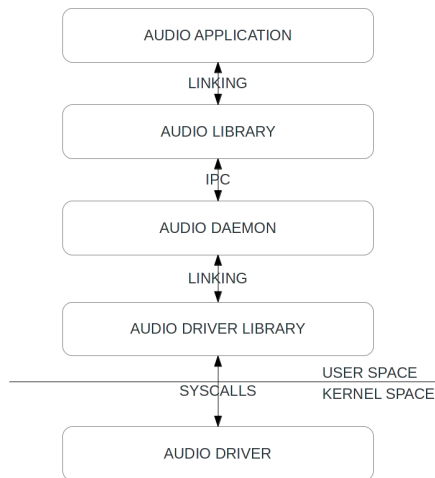 AUDIO APPLICATION
LINKING
AUDIO LIBRARY
IPC
AUDIO DAEMON
LINKING
AUDIO DRIVER LIBRARY
USER SPACE
SYSCALLS
KERNEL SPACE
AUDIO DRIVER